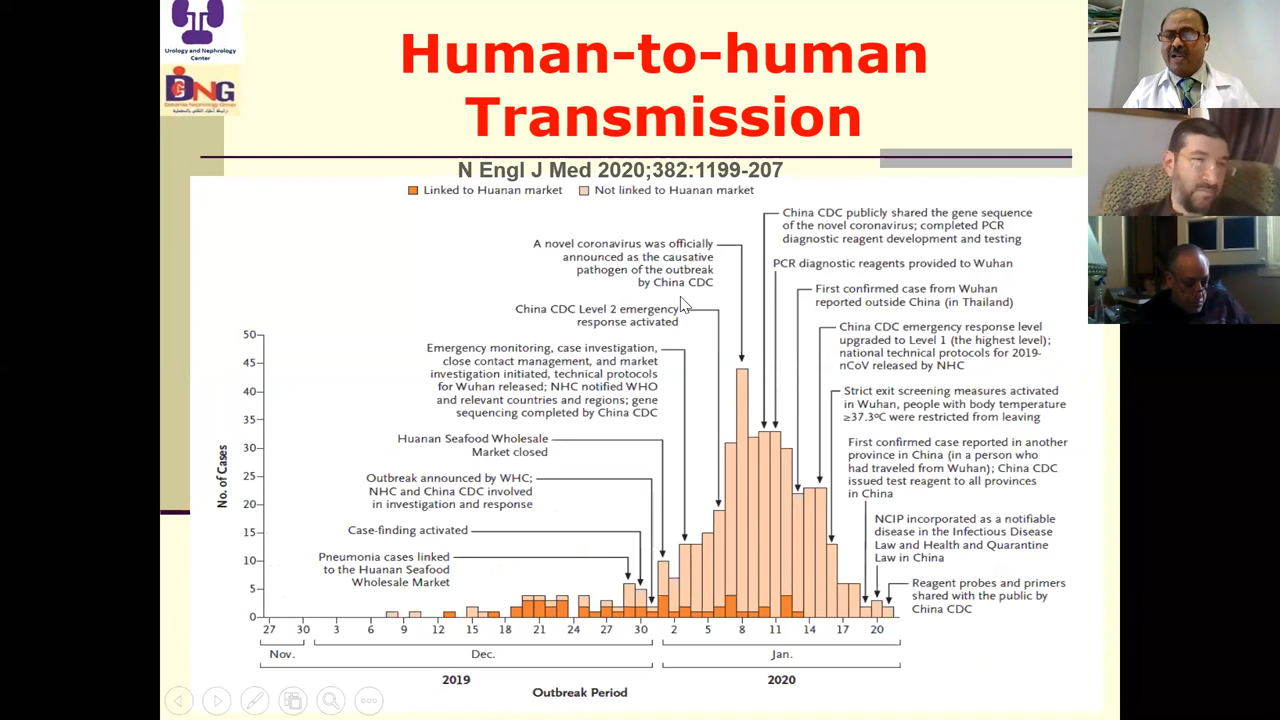 Urology and Nephrology
Center
DNG
Human-to-human
Transmission
N Engl J Med 2020;382:1199-207
Linked to Huanan market
Not linked to Huanan market
China CDC publicly shared the gene sequence
of the novel coronavirus; completed PCR
diagnostic reagent development and testing
A novel coronavirus was officially
announced as the causative
pathogen of the outbreak
by China CDC
PCR diagnostic reagents provided to Wuhan
First confirmed case from Wuhan
reported outside China (in Thailand)
China CDC Level 2 emergency
response activated
China CDC emergency response level
upgraded to Level 1 (the highest level);
national technical protocols for 2019-
nCoV released by NHC
Emergency monitoring, case investigation,
close contact management, and market
investigation initiated, technical protocols
for Wuhan released; NHC notified WHO
and relevant countries and regions; gene
sequencing completed by China CDC
Strict exit screening measures activated
in Wuhan, people with body temperature
≥37.3ºC were restricted from leaving
Huanan Seafood Wholesale
Market closed
First confirmed case reported in another
province in China (in a person who
had traveled from Wuhan); China CDC
issued test reagent to all provinces
in China
Outbreak announced by WHC;
NHC and China CDC involved
in investigation and response
Case-finding activated
NCIP incorporated as a notifiable
disease in the Infectious Disease
Law and Health and Quarantine
Law in China
Pneumonia cases linked
to the Huanan Seafood
Wholesale Market
Reagent probes and primers
shared with the public by
China CDC
No. of Cases
50
45
40
35
30
25
20
15
10
5
0
27 30 3 6 9 12 15 18 21 24 27 30 2 5 8 11 14 17 20
Nov. Dec. Jan.
2019 2020
Outbreak Period